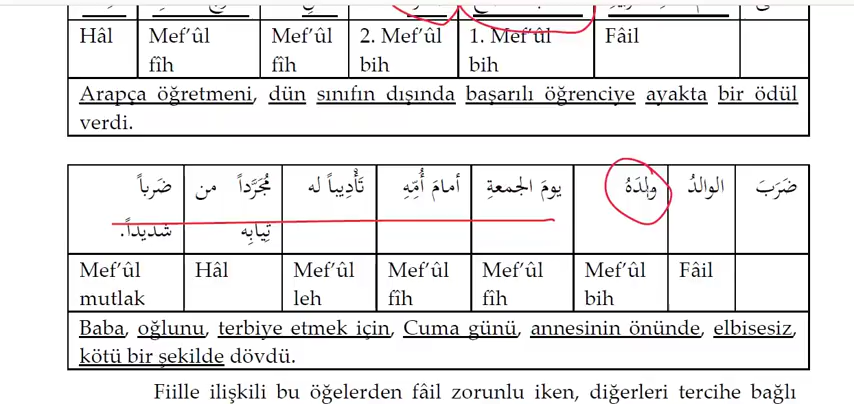 Hâl Mef’ûl Mef’ûl 2. Mef’ûl 1. Mef’ûl Fâil
fîh fîh bih bih
Arapça öğretmeni, dün sınıfın dışında başarılı öğrenciye ayakta bir ödül
verdi.
ضَرَبَ الوالدُ ولدَهُ يومَ الجمعةِ أمامَ أُمِّهِ تَأْدِيباً له مُجَرَّداً من ضَرباً
ثِيابِه شديداً.
Mef’ûl Hâl Mef’ûl Mef’ûl Mef’ûl Mef’ûl Fâil
mutlak leh fîh fîh bih
Baba, oğlunu, terbiye etmek için, Cuma günü, annesinin önünde, elbisesiz,
kötü bir şekilde dövdü.
Fiille ilişkili bu öğelerden fâil zorunlu iken, diğerleri tercihe bağlı